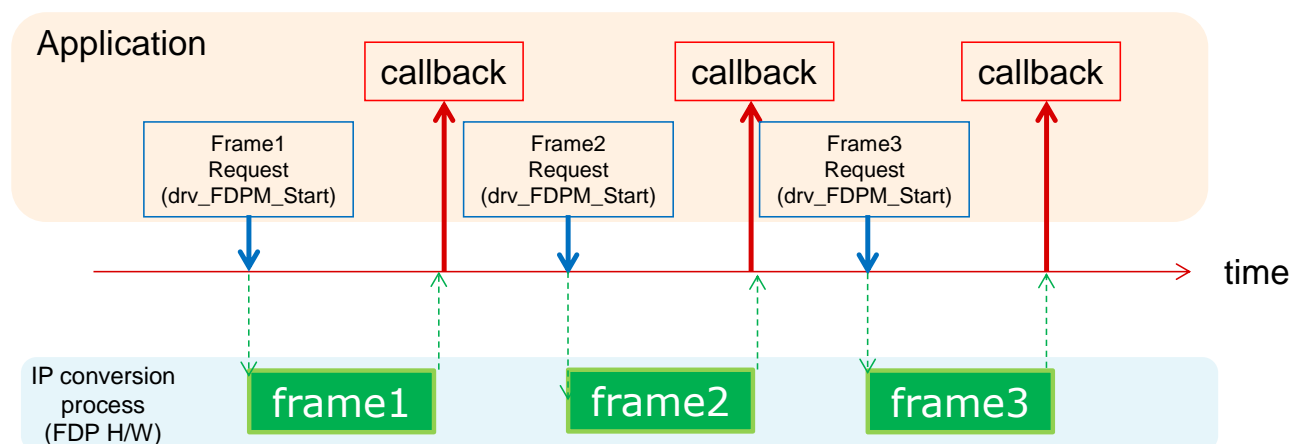 Application
callback
callback
callback
Frame1
Request
(drv_FDPM_Start)
Frame2
Request
(drv_FDPM_Start)
Frame3
Request
(drv_FDPM_Start)
time
IP conversion
process
(FDP H/W)
frame1
frame2
frame3